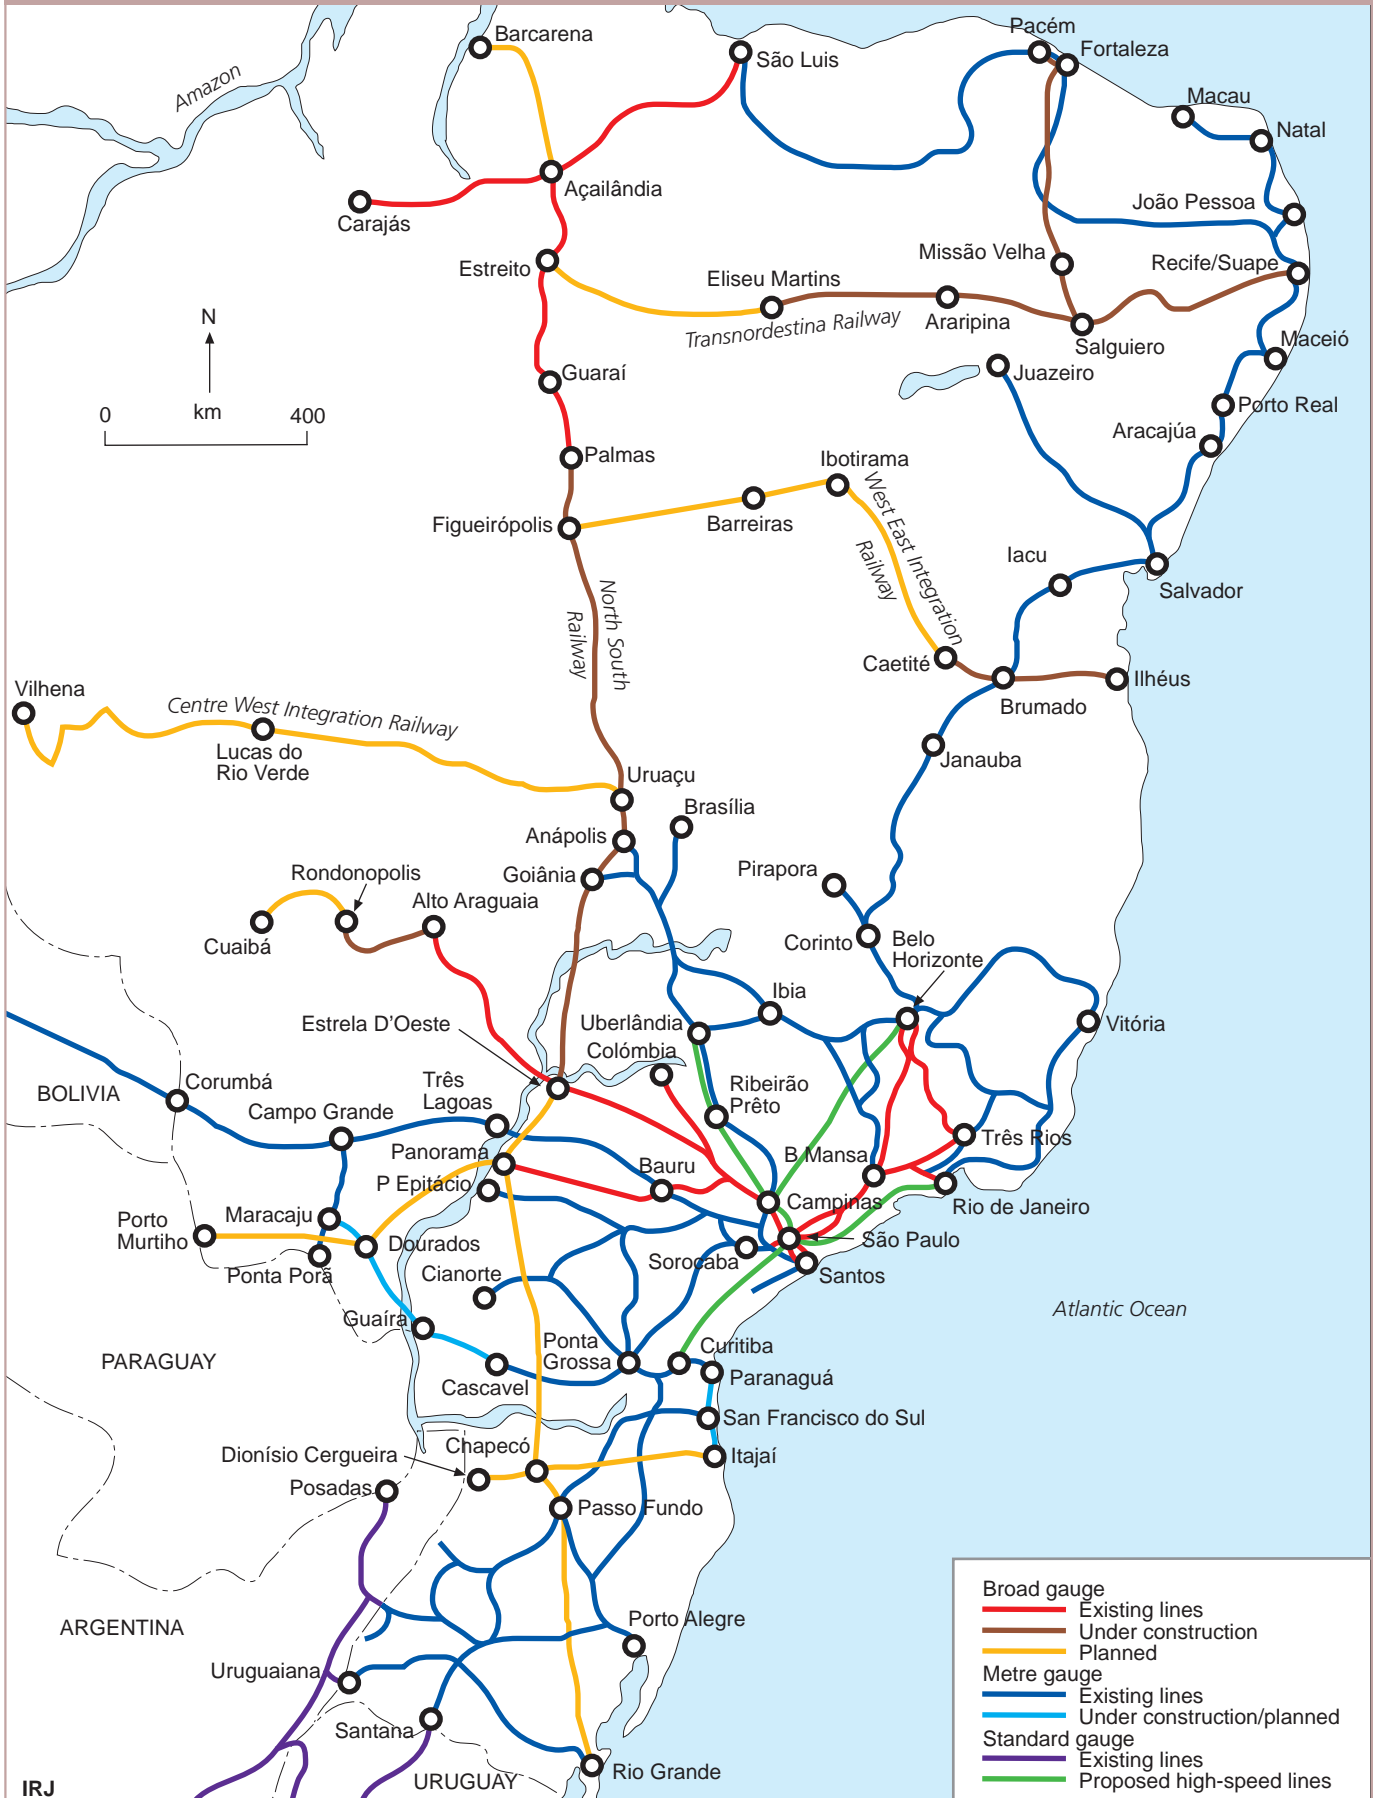 Pacém
Barcarena
Fortaleza
São Luis
Amazon
Macau
Natal
Açailândia
João Pessoa
Carajás
Missão Velha
Recife/Suape
Estreito
Eliseu Martins
Transnordestina Railway
Araripina
N
Salguiero
Maceió
Guaraí
Juazeiro
km
0
400
Porto Real
Aracajúa
Palmas
Ibotirama
Figueirópolis
Barreiras
West East Integration
Railway
Iacu
Salvador
North South
Railway
Caetité
Ilhéus
Vilhena
Centre West Integration Railway
Brumado
Lucas do
Rio Verde
Janauba
Uruaçu
Brasília
Anápolis
Pirapora
Rondonopolis
Goiânia
Alto Araguaia
Cuaibá
Corinto
Belo
Horizonte
Ibia
Estrela D'Oeste
Uberlândia
Vitória
Colómbia
BOLIVIA
Corumbá
Três
Lagoas
Ribeirão
Prêto
Campo Grande
Três Rios
Panorama
B Mansa
Bauru
P Epitácio
Campinas
Rio de Janeiro
Porto
Murtiho
Maracaju
Dourados
São Paulo
Sorocaba
Ponta Porã
Cianorte
Santos
Atlantic Ocean
Guaíra
Ponta
Grossa
Curitiba
PARAGUAY
Paranaguá
Cascavel
San Francisco do Sul
Chapecó
Dionísio Cergueira
Itajaí
Posadas
Passo Fundo
ARGENTINA
Porto Alegre
Uruguaiana
Santana
Rio Grande
URUGUAY
IRJ
Broad gauge
Existing lines
Under construction
Planned
Metre gauge
Existing lines
Under construction/planned
Standard gauge
Existing lines
Proposed high-speed lines